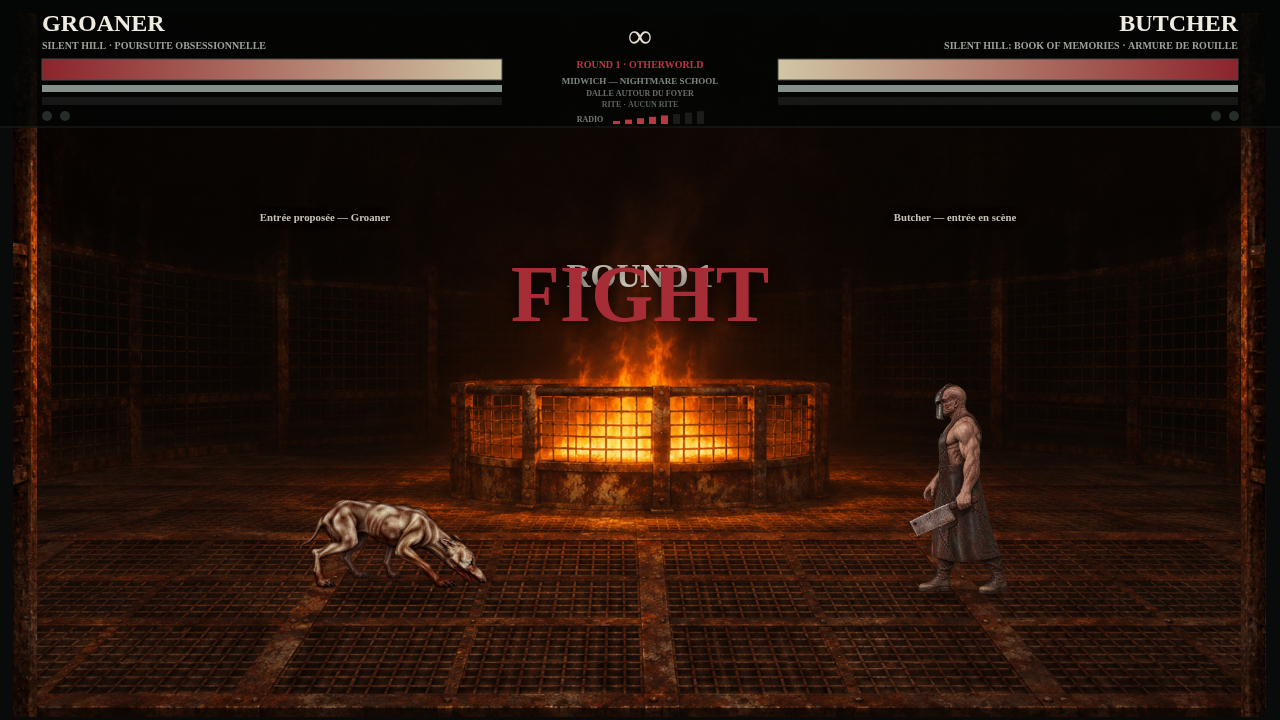 GROANER
SILENT HILL · POURSUITE OBSESSIONNELLE
∞
ROUND 1 · OTHERWORLD
MIDWICH — NIGHTMARE SCHOOL
DALLE AUTOUR DU FOYER
RITE · AUCUN RITE
RADIO
BUTCHER
SILENT HILL: BOOK OF MEMORIES · ARMURE DE ROUILLE
Entrée proposée — Groaner
Butcher — entrée en scène
ROUND 1
FIGHT